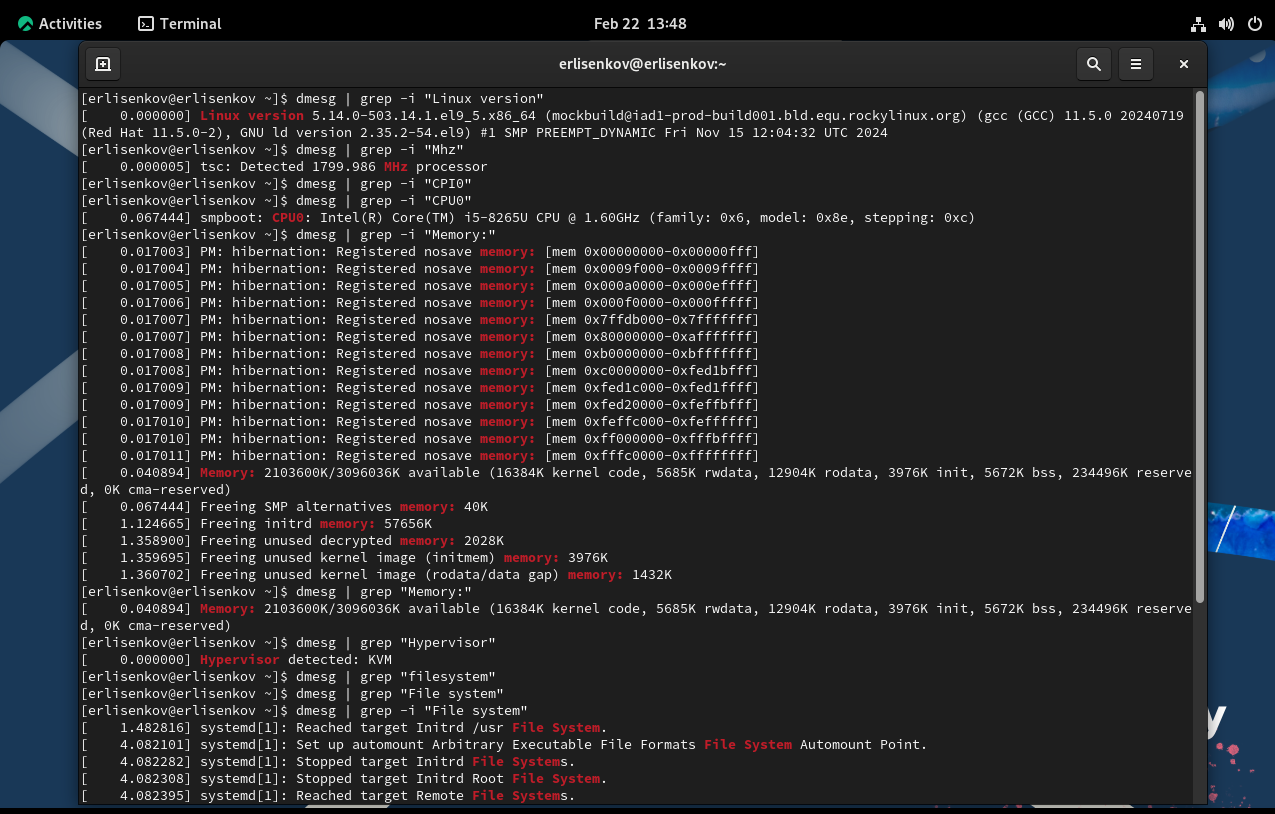 Activities Terminal Feb 22 13:48
erlisenkov@erlisenkov:~
[erlisenkov@erlisenkov ~]$ dmesg | grep -i "Linux version"
[    0.000000] Linux version 5.14.0-503.14.1.el9_5.x86_64 (mockbuild@iad1-prod-build001.bld.equ.rockylinux.org) (gcc (GCC) 11.5.0 20240719
(Red Hat 11.5.0-2), GNU ld version 2.35.2-54.el9) #1 SMP PREEMPT_DYNAMIC Fri Nov 15 12:04:32 UTC 2024
[erlisenkov@erlisenkov ~]$ dmesg | grep -i "Mhz"
[    0.000005] tsc: Detected 1799.986 MHz processor
[erlisenkov@erlisenkov ~]$ dmesg | grep -i "CPI0"
[erlisenkov@erlisenkov ~]$ dmesg | grep -i "CPU0"
[    0.067444] smpboot: CPU0: Intel(R) Core(TM) i5-8265U CPU @ 1.60GHz (family: 0x6, model: 0x8e, stepping: 0xc)
[erlisenkov@erlisenkov ~]$ dmesg | grep -i "Memory:"
[    0.017003] PM: hibernation: Registered nosave memory: [mem 0x00000000-0x00000fff]
[    0.017004] PM: hibernation: Registered nosave memory: [mem 0x0009f000-0x0009ffff]
[    0.017005] PM: hibernation: Registered nosave memory: [mem 0x000a0000-0x000effff]
[    0.017006] PM: hibernation: Registered nosave memory: [mem 0x000f0000-0x000fffff]
[    0.017007] PM: hibernation: Registered nosave memory: [mem 0x7ffdb000-0x7fffffff]
[    0.017007] PM: hibernation: Registered nosave memory: [mem 0x80000000-0xafffffff]
[    0.017008] PM: hibernation: Registered nosave memory: [mem 0xb0000000-0xbfffffff]
[    0.017008] PM: hibernation: Registered nosave memory: [mem 0xc0000000-0xfed1bfff]
[    0.017009] PM: hibernation: Registered nosave memory: [mem 0xfed1c000-0xfed1ffff]
[    0.017009] PM: hibernation: Registered nosave memory: [mem 0xfed20000-0xfeffbfff]
[    0.017010] PM: hibernation: Registered nosave memory: [mem 0xfeffc000-0xfeffffff]
[    0.017010] PM: hibernation: Registered nosave memory: [mem 0xff000000-0xfffbffff]
[    0.017011] PM: hibernation: Registered nosave memory: [mem 0xfffc0000-0xffffffff]
[    0.040894] Memory: 2103600K/3096036K available (16384K kernel code, 5685K rwdata, 12904K rodata, 3976K init, 5672K bss, 234496K reserve
d, 0K cma-reserved)
[    0.067444] Freeing SMP alternatives memory: 40K
[    1.124665] Freeing initrd memory: 57656K
[    1.358900] Freeing unused decrypted memory: 2028K
[    1.359695] Freeing unused kernel image (initmem) memory: 3976K
[    1.360702] Freeing unused kernel image (rodata/data gap) memory: 1432K
[erlisenkov@erlisenkov ~]$ dmesg | grep "Memory:"
[    0.040894] Memory: 2103600K/3096036K available (16384K kernel code, 5685K rwdata, 12904K rodata, 3976K init, 5672K bss, 234496K reserve
d, 0K cma-reserved)
[erlisenkov@erlisenkov ~]$ dmesg | grep "Hypervisor"
[    0.000000] Hypervisor detected: KVM
[erlisenkov@erlisenkov ~]$ dmesg | grep "filesystem"
[erlisenkov@erlisenkov ~]$ dmesg | grep "File system"
[erlisenkov@erlisenkov ~]$ dmesg | grep -i "File system"
[    1.482816] systemd[1]: Reached target Initrd /usr File System.
[    4.082101] systemd[1]: Set up automount Arbitrary Executable File Formats File System Automount Point.
[    4.082282] systemd[1]: Stopped target Initrd File Systems.
[    4.082308] systemd[1]: Stopped target Initrd Root File System.
[    4.082395] systemd[1]: Reached target Remote File Systems.
y